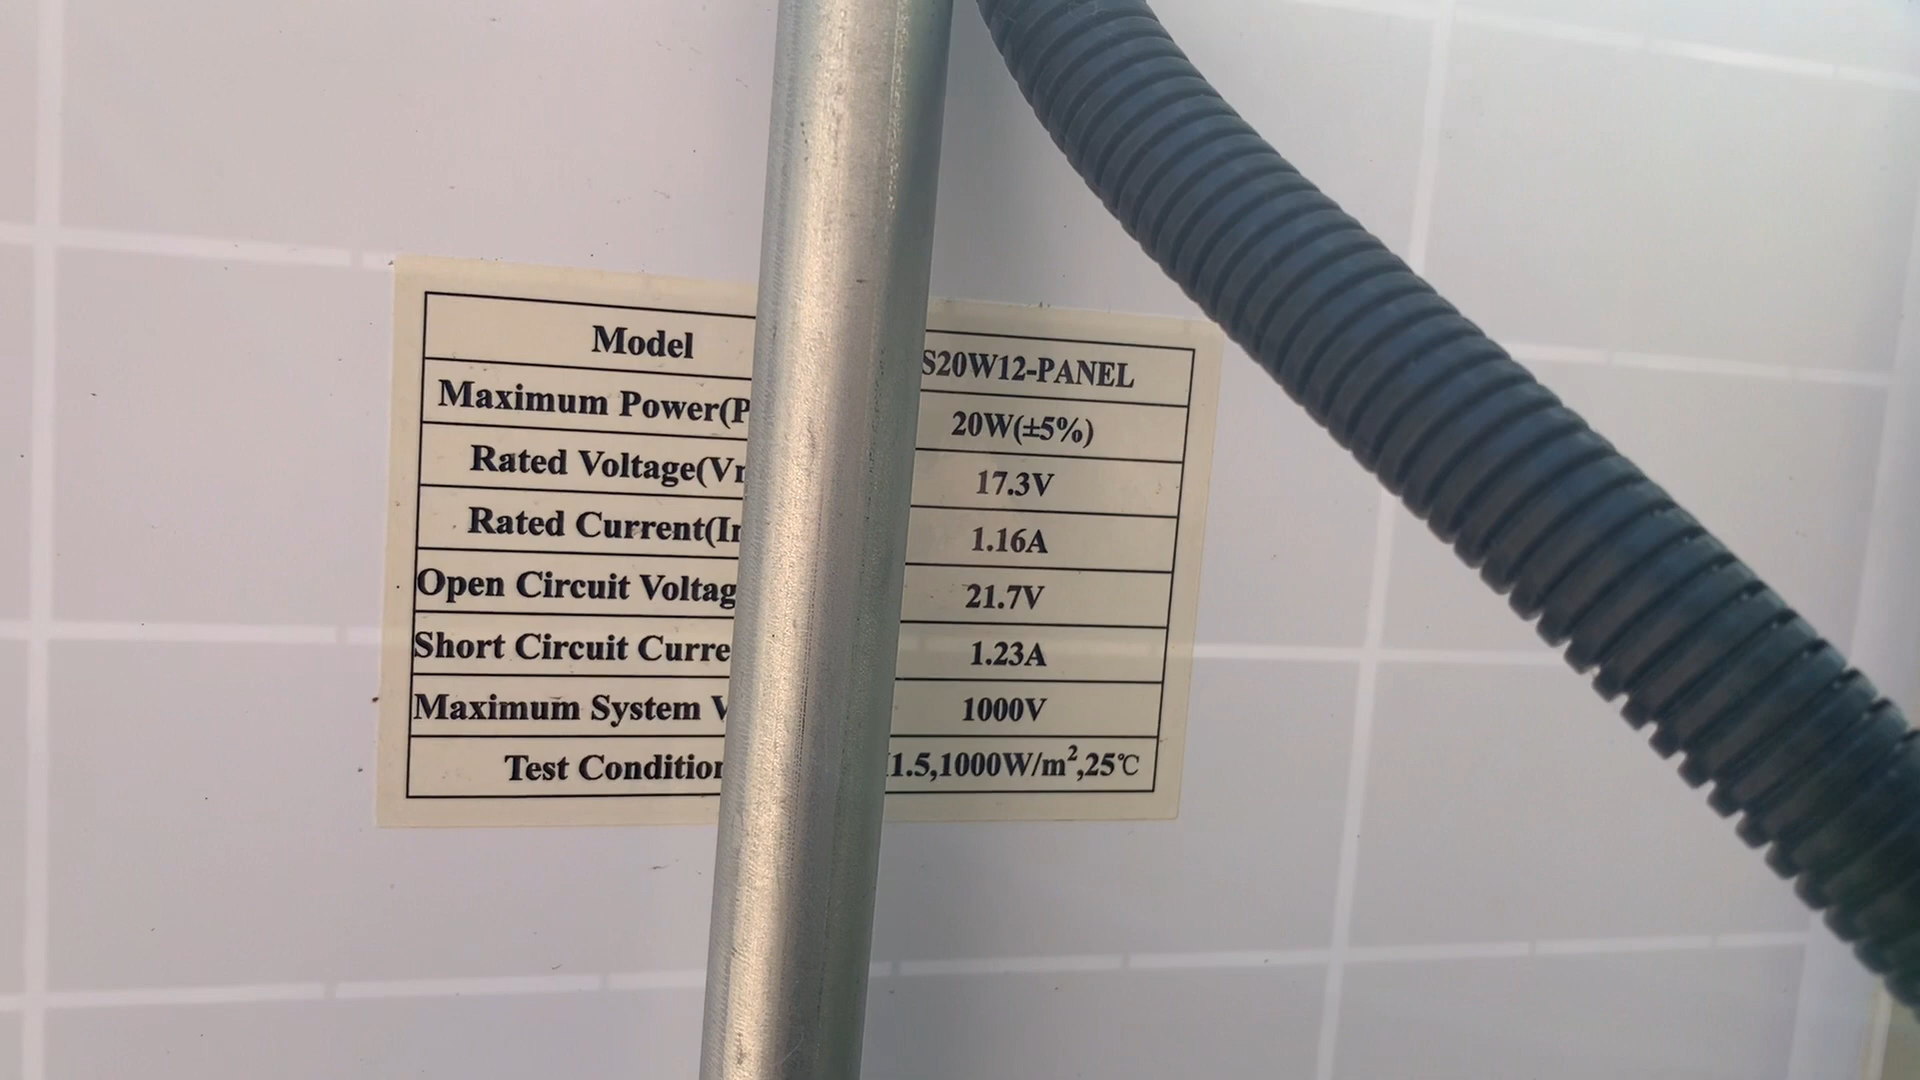 Model S20W12-PANEL
Maximum Power(P 20W(±5%)
Rated Voltage(V 17.3V
Rated Current(I 1.16A
Open Circuit Voltag 21.7V
Short Circuit Curre 1.23A
Maximum System V 1000V
Test Condition 1.5,1000W/m²,25℃